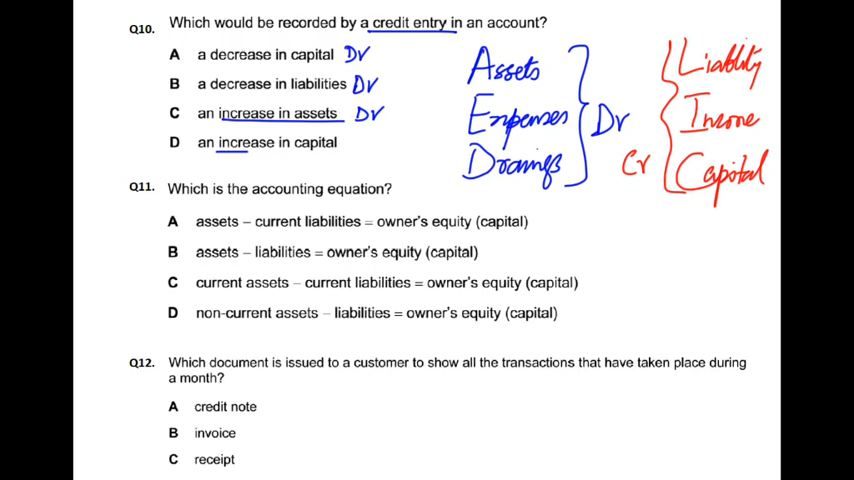 Q10. Which would be recorded by a credit entry in an account?
A a decrease in capital Dr
B a decrease in liabilities Dr
C an increase in assets Dr
D an increase in capital
Assets
Expenses
Drawings
Dr
Liability
Income
Capital
Cr
Q11. Which is the accounting equation?
A assets – current liabilities = owner's equity (capital)
B assets – liabilities = owner's equity (capital)
C current assets – current liabilities = owner's equity (capital)
D non-current assets – liabilities = owner's equity (capital)
Q12. Which document is issued to a customer to show all the transactions that have taken place during
a month?
A credit note
B invoice
C receipt